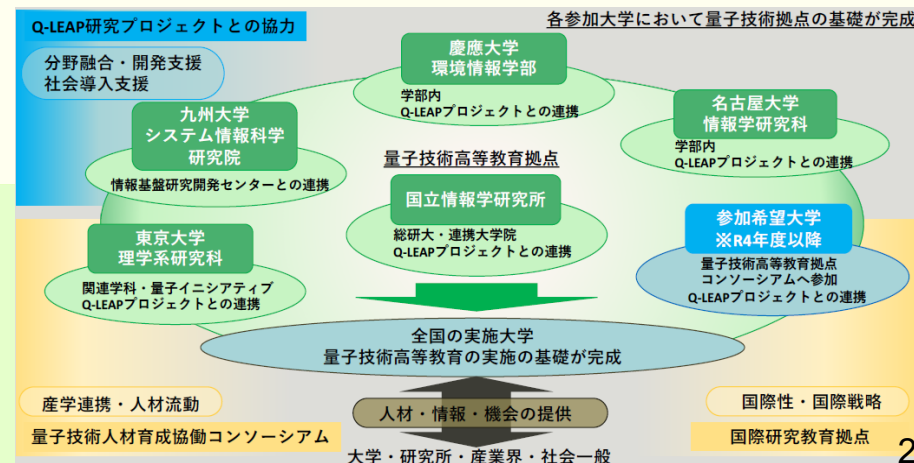 Q-LEAP研究プロジェクトとの協力
各参加大学において量子技術拠点の基礎が完成
分野融合・開発支援
社会導入支援
慶應大学
環境情報学部
学部内
Q-LEAPプロジェクトとの連携
九州大学
システム情報科学
研究院
情報基盤研究開発センターとの連携
名古屋大学
情報学研究科
学部内
Q-LEAPプロジェクトとの連携
量子技術高等教育拠点
国立情報学研究所
総研大・連携大学院
Q-LEAPプロジェクトとの連携
東京大学
理学系研究科
関連学科・量子イニシアティブ
Q-LEAPプロジェクトとの連携
参加希望大学
※R4年度以降
量子技術高等教育拠点
コンソーシアムへ参加
Q-LEAPプロジェクトとの連携
全国の実施大学
量子技術高等教育の実施の基礎が完成
産学連携・人材流動
量子技術人材育成協働コンソーシアム
人材・情報・機会の提供
国際性・国際戦略
国際研究教育拠点
大学・研究所・産業界・社会一般
2